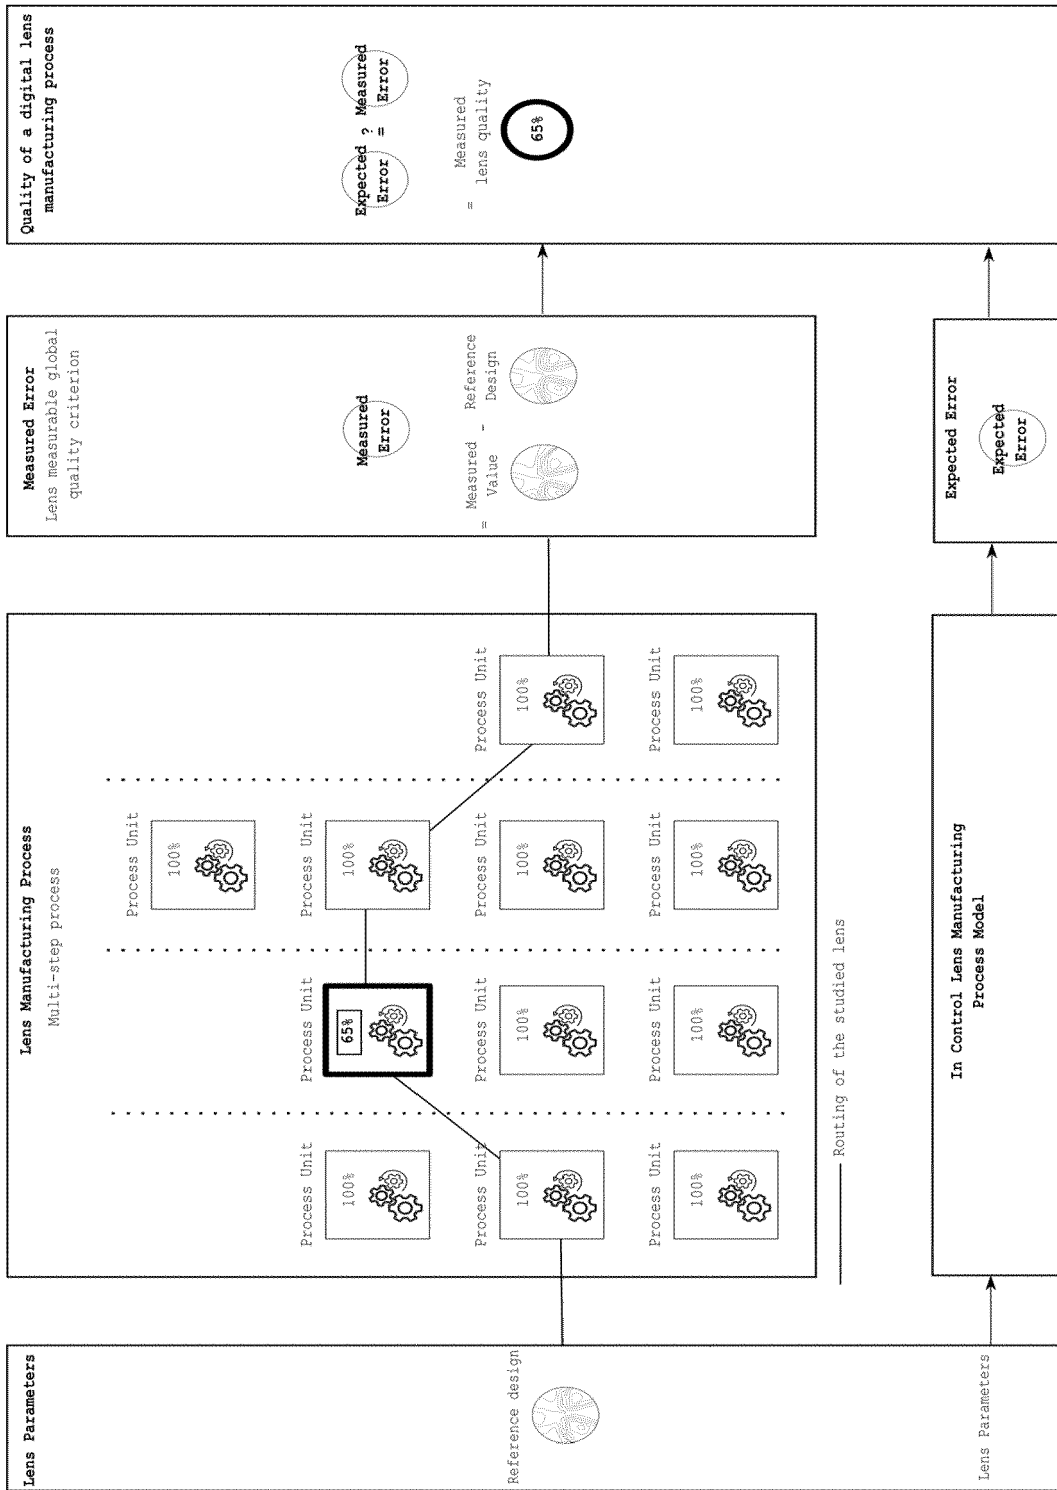 Lens Parameters
Reference design
Lens Parameters
Lens Manufacturing Process
Multi-step process
Process Unit
100%
Process Unit
100%
Process Unit
100%
Process Unit
65%
Process Unit
100%
Process Unit
100%
Process Unit
100%
Process Unit
100%
Process Unit
100%
Process Unit
100%
Process Unit
100%
Process Unit
100%
Routing of the studied lens
In Control Lens Manufacturing
Process Model
Measured Error
Lens measurable global
quality criterion
Measured
Error
= Measured - Reference
Value Design
Expected Error
Expected
Error
Quality of a digital lens
manufacturing process
Expected ? Measured
Error = Error
= Measured
lens quality
65%